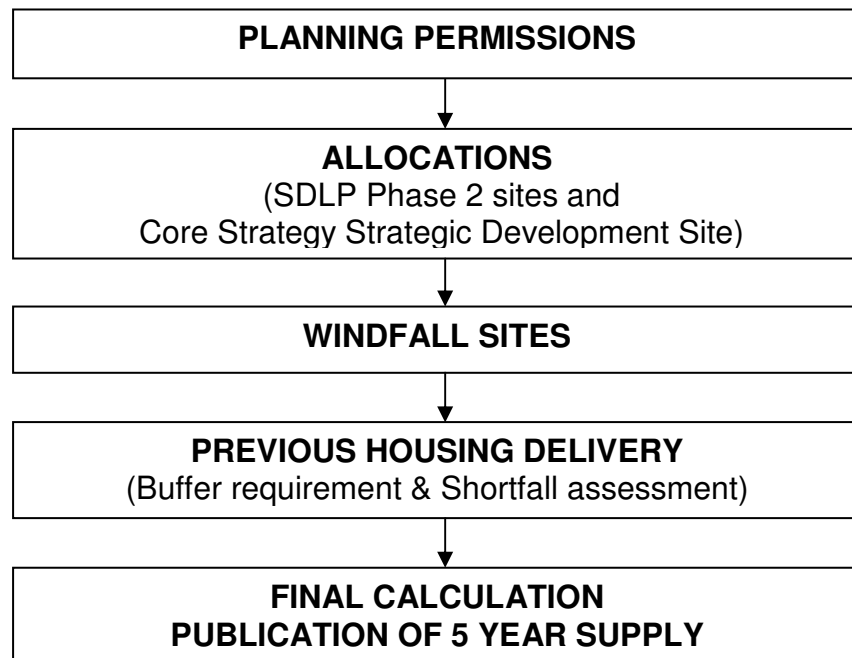 PLANNING PERMISSIONS
ALLOCATIONS
(SDLP Phase 2 sites and
Core Strategy Strategic Development Site)
WINDFALL SITES
PREVIOUS HOUSING DELIVERY
(Buffer requirement & Shortfall assessment)
FINAL CALCULATION
PUBLICATION OF 5 YEAR SUPPLY